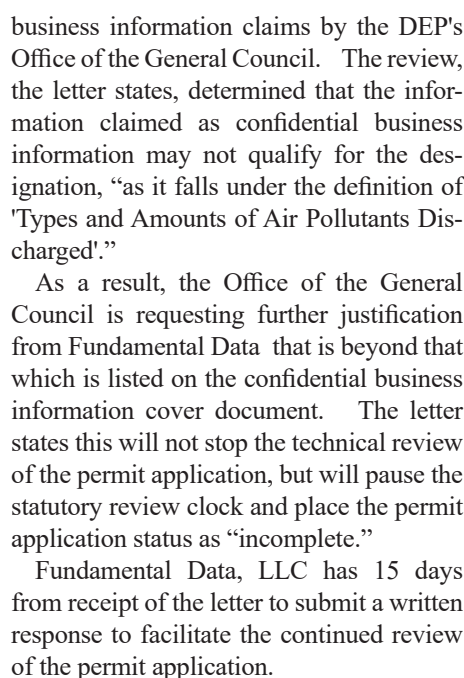 business information claims by the DEP's
Office of the General Council. The review,
the letter states, determined that the infor-
mation claimed as confidential business
information may not qualify for the des-
ignation, “as it falls under the definition of
'Types and Amounts of Air Pollutants Dis-
charged'.”
As a result, the Office of the General
Council is requesting further justification
from Fundamental Data that is beyond that
which is listed on the confidential business
information cover document. The letter
states this will not stop the technical review
of the permit application, but will pause the
statutory review clock and place the permit
application status as “incomplete.”
Fundamental Data, LLC has 15 days
from receipt of the letter to submit a written
response to facilitate the continued review
of the permit application.